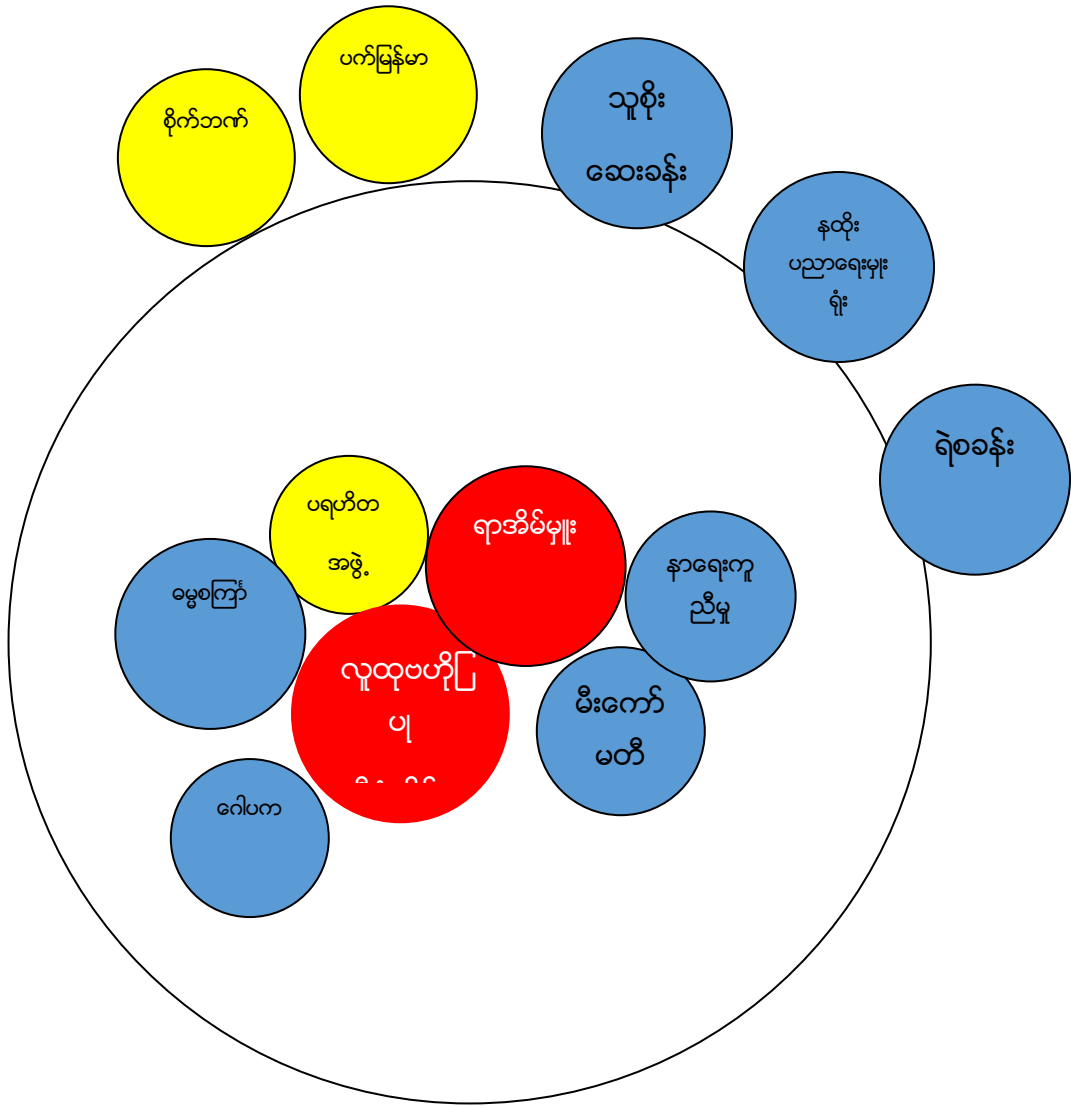 ပက်မြန်မာ
စိုက်ဘဏ်
သူစိုး
ဆေးခန်း
နထိုး
ပညာရေးမှုး
ရုံး
ရဲစခန်း
ပရဟိတ
အဖွဲ့
ရာအိမ်မှူး
နာရေးကူ
ညီမှု
ဓမ္မစကြာ်
လူထုဗဟိုပြ
ပု
မီးကော်
မတီ
ဂေါပက